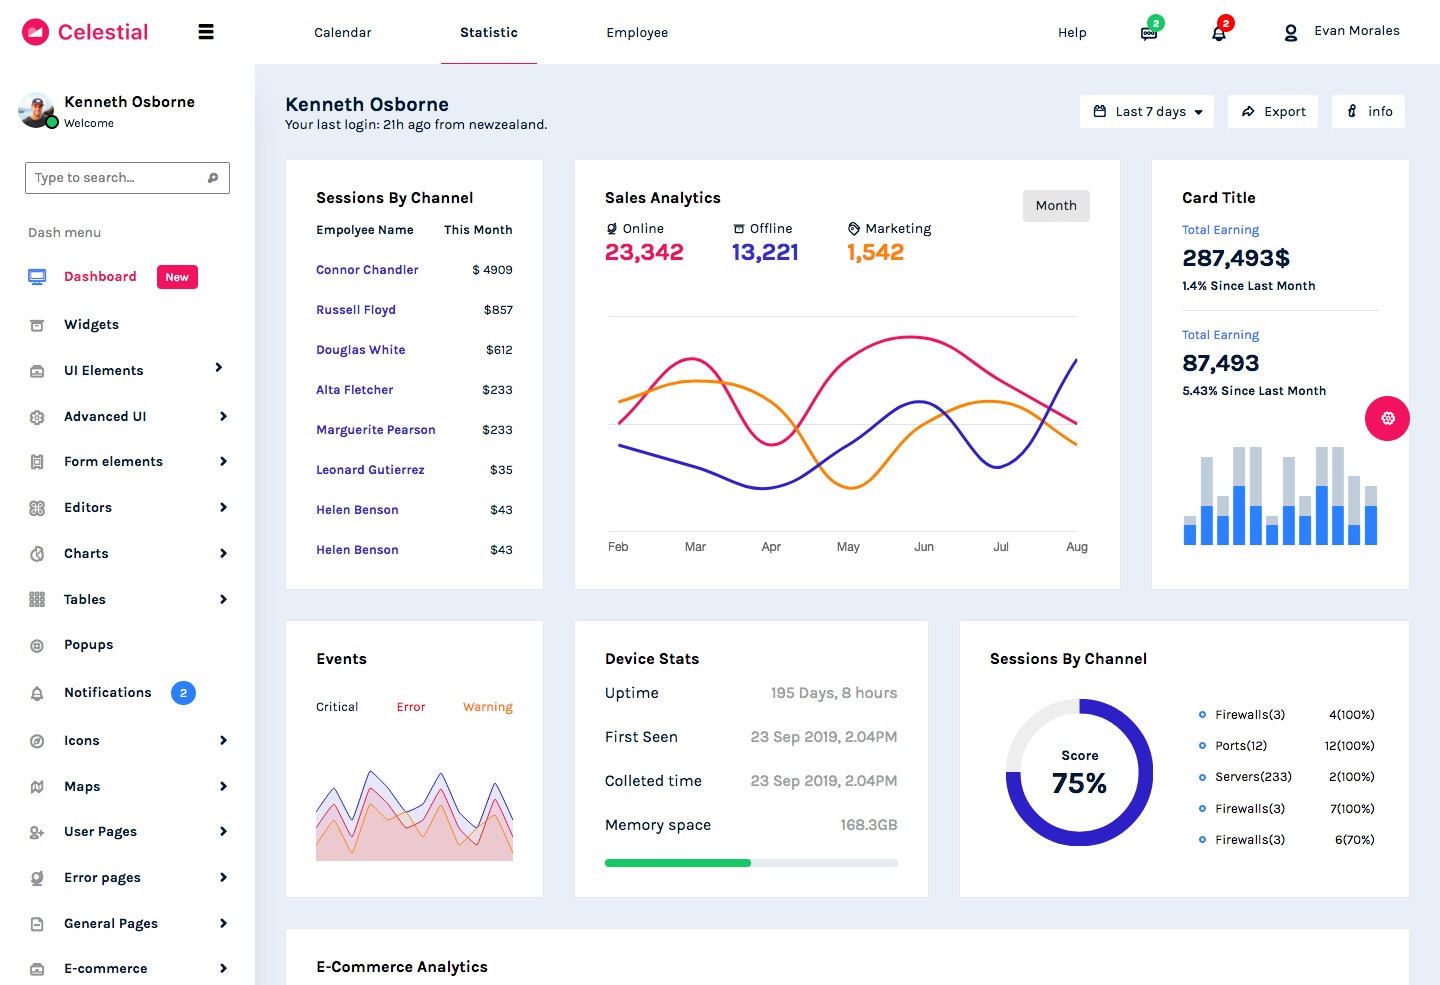 Celestial
Calendar
Statistic
Employee
Help
2
2
Evan Morales
Kenneth Osborne
Welcome
Type to search...
Dash menu
Dashboard New
Widgets
UI Elements
Advanced UI
Form elements
Editors
Charts
Tables
Popups
Notifications 2
Icons
Maps
User Pages
Error pages
General Pages
E-commerce
Kenneth Osborne
Your last login: 21h ago from newzealand.
Last 7 days
Export
info
Sessions By Channel
Empolyee Name This Month
Connor Chandler $ 4909
Russell Floyd $857
Douglas White $612
Alta Fletcher $233
Marguerite Pearson $233
Leonard Gutierrez $35
Helen Benson $43
Helen Benson $43
Sales Analytics
Month
Online Offline Marketing
23,342 13,221 1,542
Feb Mar Apr May Jun Jul Aug
Card Title
Total Earning
287,493$
1.4% Since Last Month
Total Earning
87,493
5.43% Since Last Month
Events
Critical Error Warning
Device Stats
Uptime 195 Days, 8 hours
First Seen 23 Sep 2019, 2.04PM
Colleted time 23 Sep 2019, 2.04PM
Memory space 168.3GB
Sessions By Channel
Score
75%
Firewalls(3) 4(100%)
Ports(12) 12(100%)
Servers(233) 2(100%)
Firewalls(3) 7(100%)
Firewalls(3) 6(70%)
E-Commerce Analytics